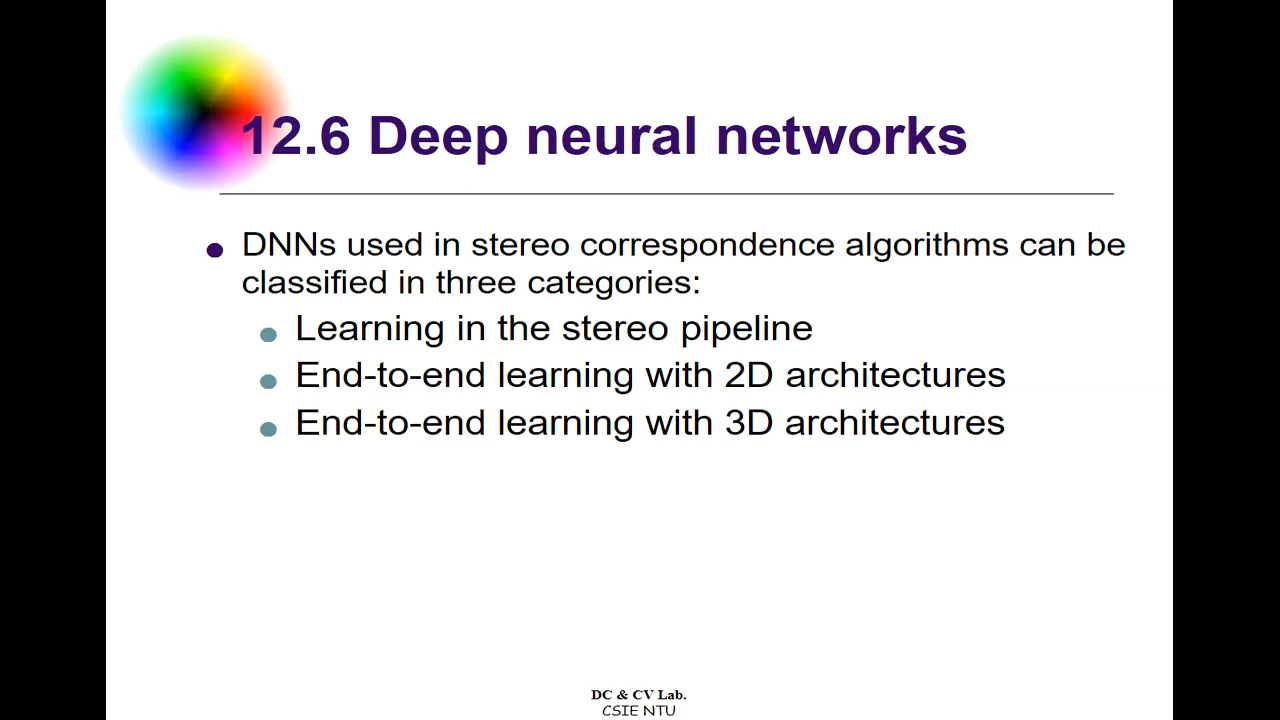 12.6 Deep neural networks
DNNs used in stereo correspondence algorithms can be
classified in three categories:
Learning in the stereo pipeline
End-to-end learning with 2D architectures
End-to-end learning with 3D architectures
DC & CV Lab.
CSIE NTU